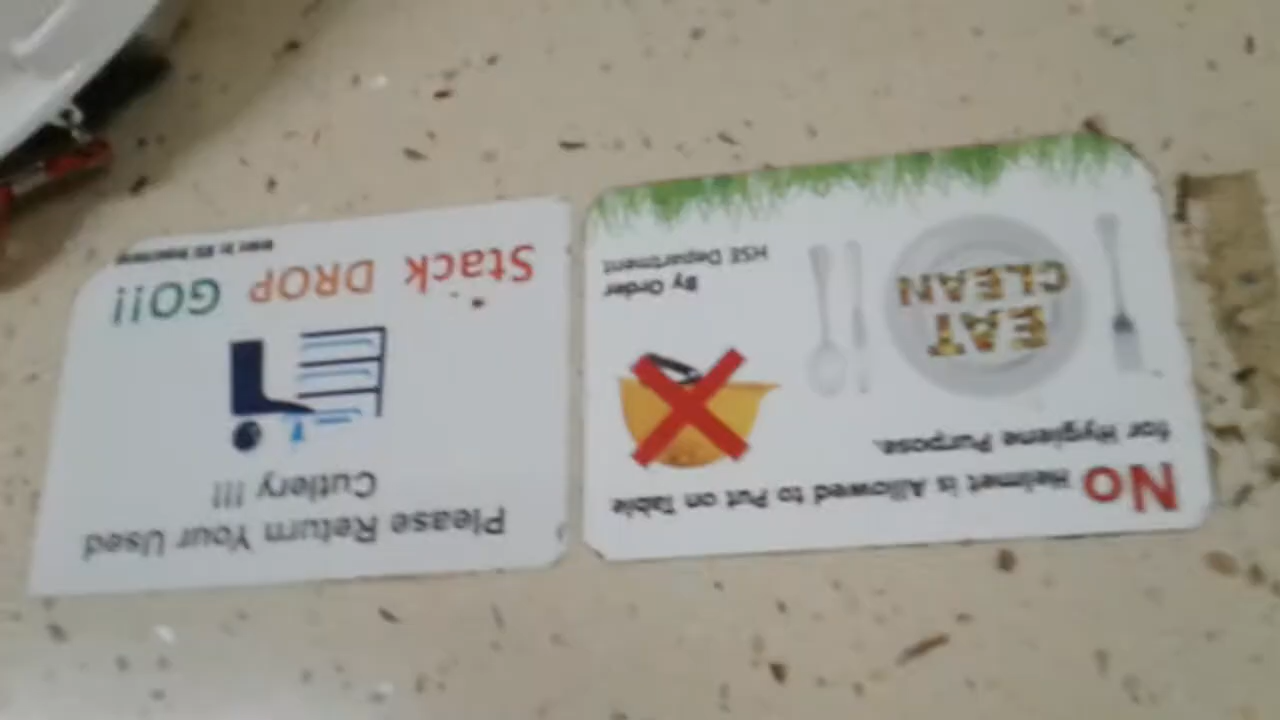 No Helmet is Allowed to Put on Table
for Hygiene Purpose.
EAT
CLEAN
By Order
HSE Department
Please Return Your Used
Cutlery !!!
Stack DROP GO!!